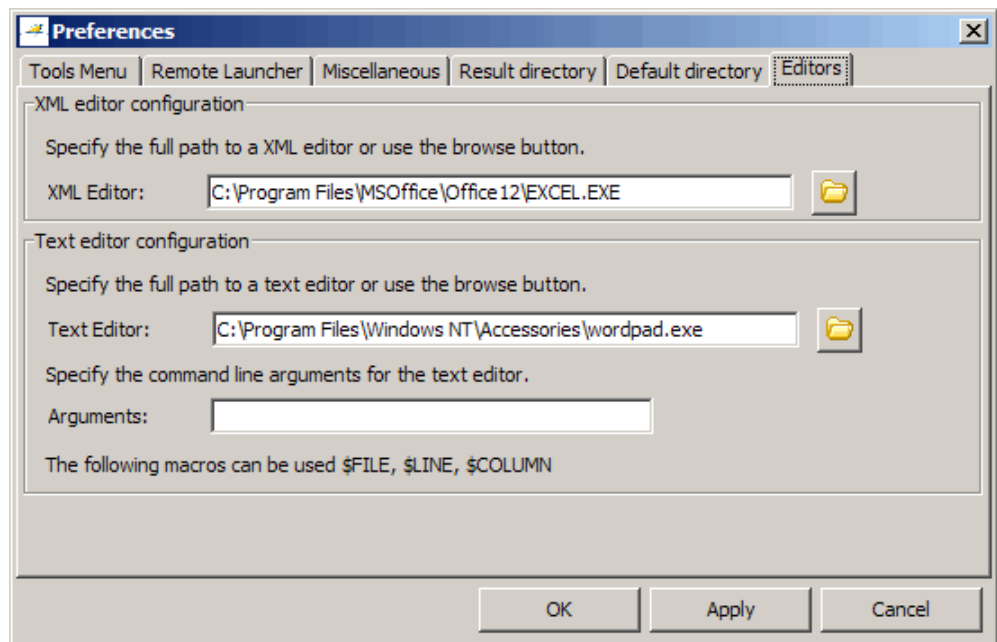 Preferences
Tools Menu Remote Launcher Miscellaneous Result directory Default directory Editors
XML editor configuration
Specify the full path to a XML editor or use the browse button.
XML Editor: C:\Program Files\MSOffice\Office12\EXCEL.EXE
Text editor configuration
Specify the full path to a text editor or use the browse button.
Text Editor: C:\Program Files\Windows NT\Accessories\wordpad.exe
Specify the command line arguments for the text editor.
Arguments:
The following macros can be used $FILE, $LINE, $COLUMN
OK Apply Cancel